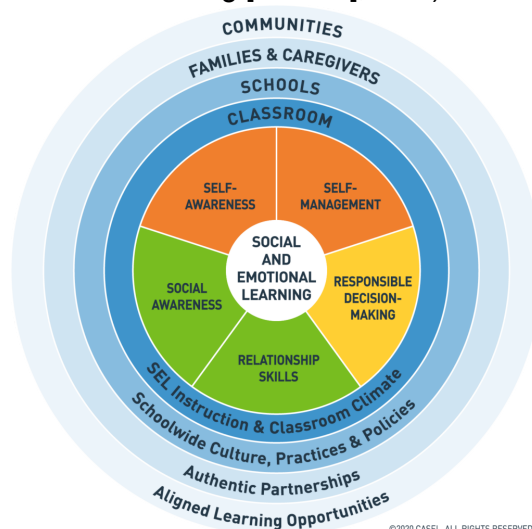 COMMUNITIES
FAMILIES & CAREGIVERS
SCHOOLS
CLASSROOM
SELF-
AWARENESS
SELF-
MANAGEMENT
SOCIAL
AND
EMOTIONAL
LEARNING
SOCIAL
AWARENESS
RESPONSIBLE
DECISION-
MAKING
RELATIONSHIP
SKILLS
SEL Instruction & Classroom Climate
Schoolwide Culture, Practices & Policies
Authentic Partnerships
Aligned Learning Opportunities
©2020 CASEL. ALL RIGHTS RESERVED